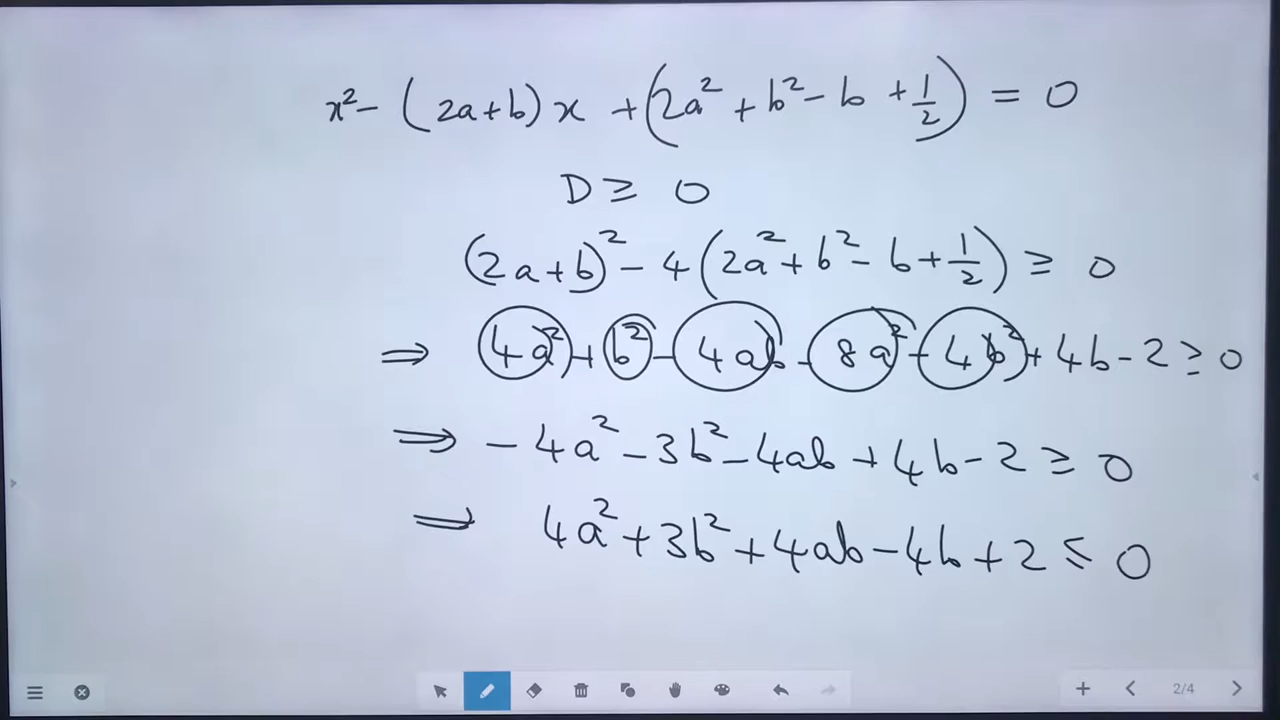 x² - (2a+b)x + (2a² + b² - b + 1/2) = 0
D ≥ 0
(2a+b)² - 4(2a² + b² - b + 1/2) ≥ 0
⇒ 4a² + b² - 4ab - 8a² - 4b² + 4b - 2 ≥ 0
⇒ -4a² - 3b² - 4ab + 4b - 2 ≥ 0
⇒ 4a² + 3b² + 4ab - 4b + 2 ≤ 0
2/4